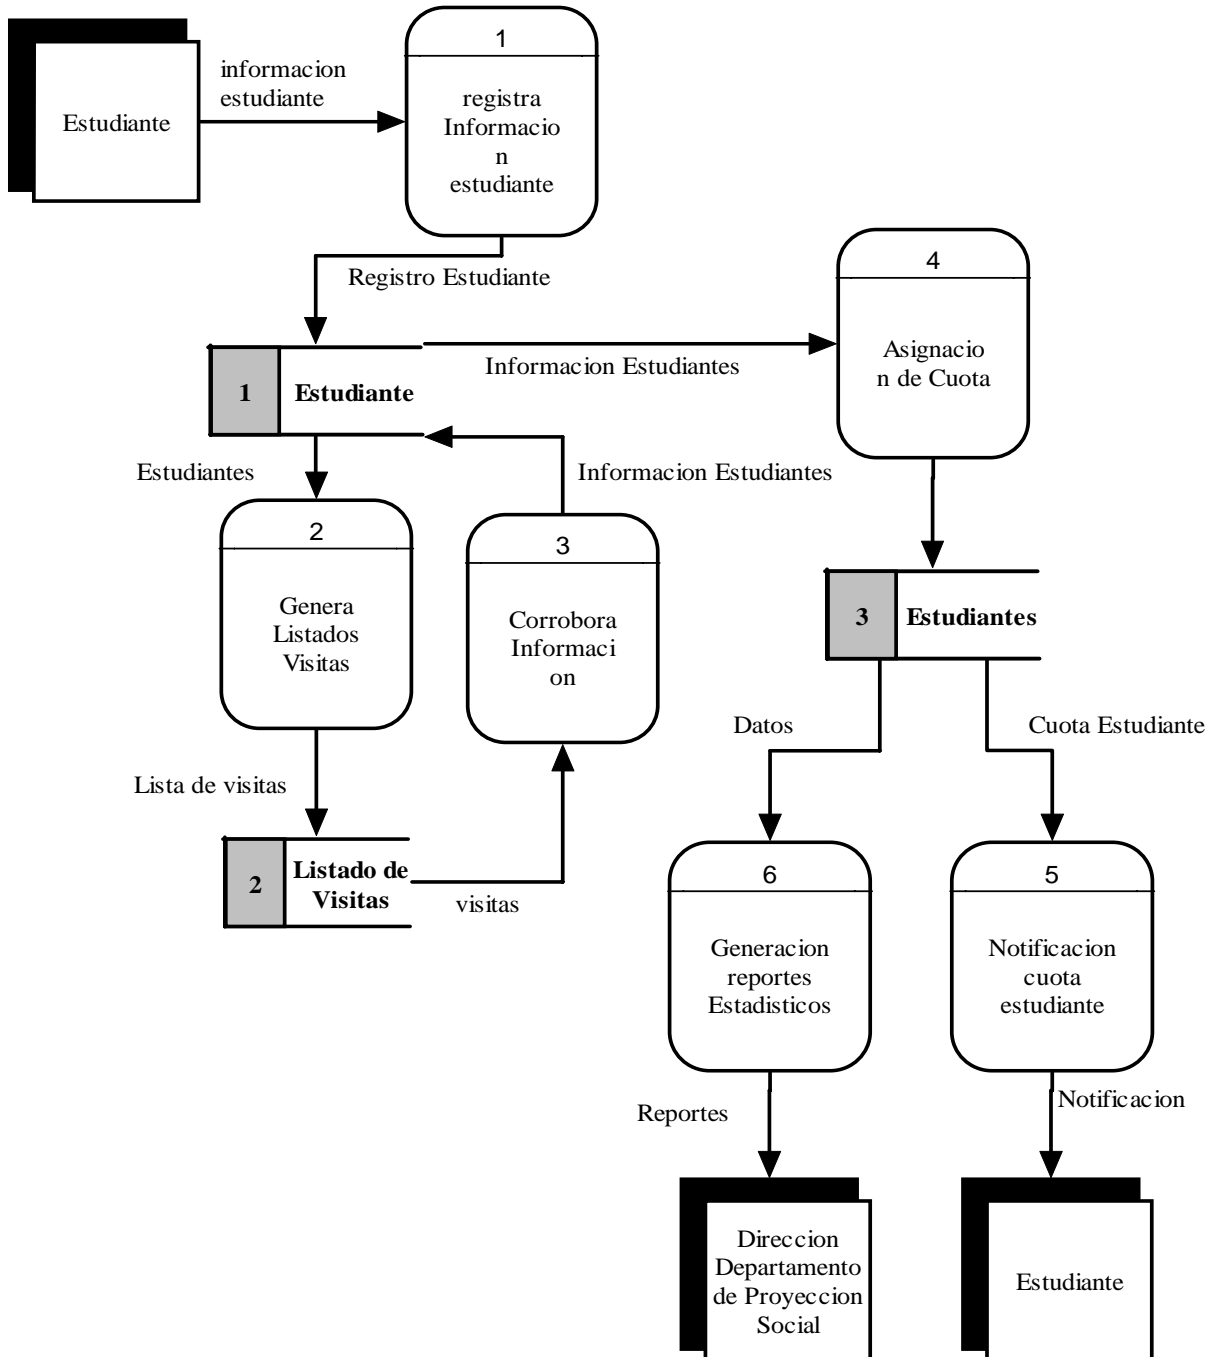 1
informacion
estudiante
Estudiante
registra
Informacio
n
estudiante
Registro Estudiante
4
Asignacio
n de Cuota
Informacion Estudiantes
1
Estudiante
Estudiantes
Informacion Estudiantes
2
Genera
Listados
Visitas
3
Corrobora
Informaci
on
3
Estudiantes
Datos
Cuota Estudiante
Lista de visitas
2
Listado de
Visitas
visitas
6
Generacion
reportes
Estadisticos
5
Notificacion
cuota
estudiante
Reportes
Notificacion
Direccion
Departamento
de Proyeccion
Social
Estudiante